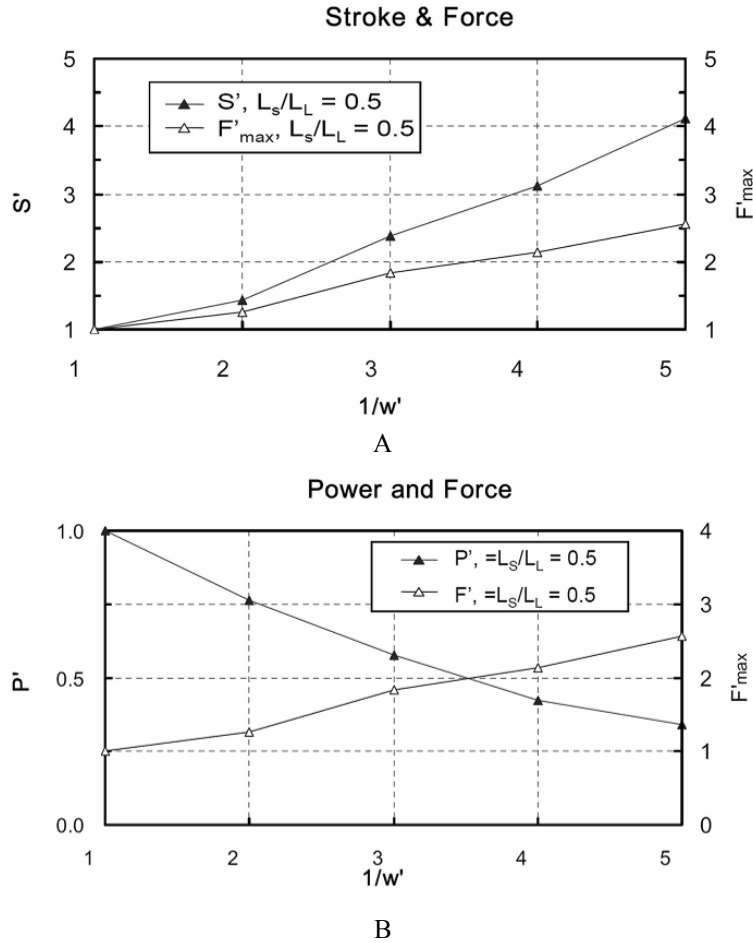 Stroke & Force
5
4
3
2
1
S'
S', Ls/LL = 0.5
F'max, Ls/LL = 0.5
5
4
3
2
1
F'max
1 2 3 4 5
1/w'
A
Power and Force
1.0
0.5
0.0
P'
P', =LS/LL = 0.5
F', =LS/LL = 0.5
4
3
2
1
0
F'max
1 2 3 4 5
1/w'
B